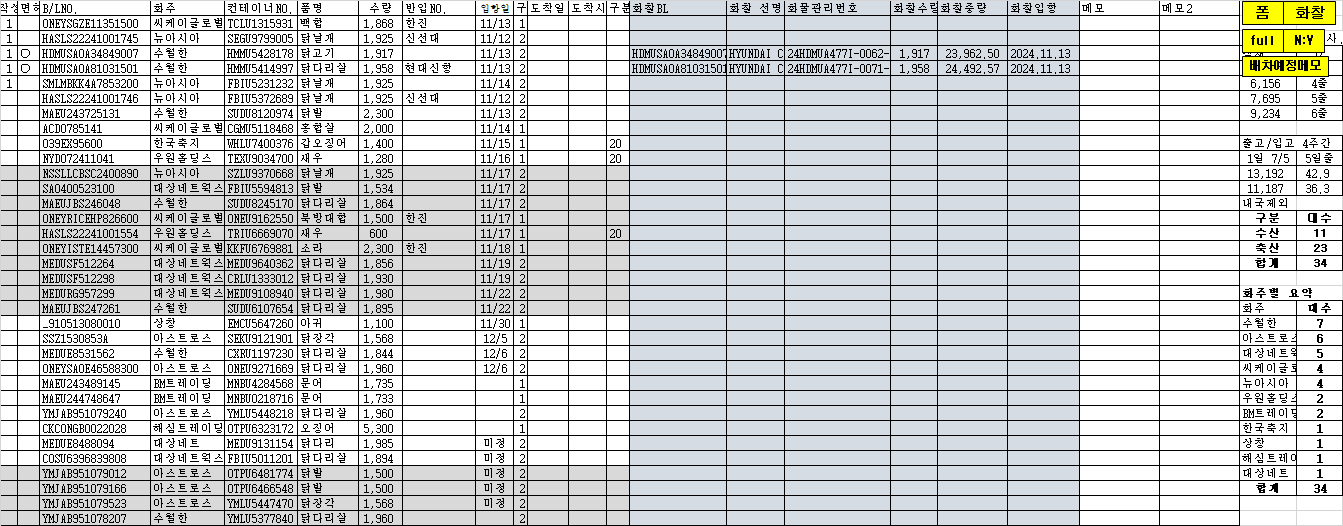 작성 면허 B/LNO. 화주 컨테이너NO. 품명 수량 반입NO. 입항일 구 도착일 도착시 구분 화찰BL 화찰 선명 화물관리번호 화찰수량 화찰중량 화찰입항 메모 메모2 폼 화찰
1 ONEYSGZE11351500 씨케이글로벌 TCLU1315931 백합 1,868 한진 11/13 1
1 HASLS22241001745 뉴아시아 SEGU9799005 닭날개 1,925 신선대 11/12 2 full N:Y
1 ○ HDMUSAOA34849007 수월한 HMMU5428178 닭고기 1,917 11/13 2 HDMUSAOA34849007 HYUNDAI C 24HDMUA477I-0062- 1,917 23,962.50 2024.11.13
1 ○ HDMUSAOA81031501 수월한 HMMU5414997 닭다리살 1,958 현대신항 11/13 2 HDMUSAOA81031501 HYUNDAI C 24HDMUA477I-0071- 1,958 24,492.57 2024.11.13 배차예정메모
1 SMLMBKK4A7853200 뉴아시아 FBIU5231232 닭날개 1,925 11/14 2 6,156 4줄
HASLS22241001746 뉴아시아 FBIU5372689 닭날개 1,925 신선대 11/12 2 7,695 5줄
MAEU243725131 수월한 SUDU8120974 닭발 2,300 11/13 2 9,234 6줄
ACD0785141 씨케이글로벌 CGMU5118468 홍합살 2,000 11/14 1
039EX95600 한국축지 WHLU7400376 갑오징어 1,400 11/15 1 20 출고/입고 4주간
NYD072411041 우원홀딩스 TEXU9034700 새우 1,280 11/16 1 20 1일 7/5 5일줄
NSSLLCBSC2400890 뉴아시아 SZLU9370668 닭날개 1,925 11/17 2 13,192 42.9
SA0400523100 대상네트웍스 FBIU5594813 닭발 1,534 11/17 2 11,187 36.3
MAEUJBS246048 수월한 SUDU8245170 닭다리살 1,864 11/17 2 내국제외
ONEYRICEHP826600 씨케이글로벌 ONEU9162550 북방대합 1,500 한진 11/17 1 구분 대수
HASLS22241001554 우원홀딩스 TRIU6669070 새우 600 11/17 1 20 수산 11
ONEYISTE14457300 씨케이글로벌 KKFU6769881 소라 2,300 한진 11/18 1 축산 23
MEDUSF512264 대상네트웍스 MEDU9640362 닭다리살 1,856 11/19 2 합계 34
MEDUSF512298 대상네트웍스 CRLU1333012 닭다리살 1,930 11/19 2
MEDURG957299 대상네트웍스 MEDU9108940 닭다리살 1,980 11/22 2 화주별 요약
MAEUJBS247261 수월한 SUDU6107654 닭다리살 1,895 11/22 2 화주 대수
_910513080010 상창 EMCU5647260 아귀 1,100 11/30 1 수월한 7
SSZ1530853A 아스트로스 SEKU9121901 닭장각 1,568 12/5 2 아스트로스 6
MEDUE8531562 수월한 CXRU1197230 닭다리살 1,844 12/6 2 대상네트웍 5
ONEYSAOE46588300 아스트로스 ONEU9271669 닭다리살 1,960 12/6 2 씨케이글로 4
MAEU243489145 BM트레이딩 MNBU4284568 문어 1,735 1 뉴아시아 4
MAEU244748647 BM트레이딩 MNBU0218716 문어 1,733 1 우원홀딩스 2
YMJAB951079240 아스트로스 YMLU5448218 닭다리살 1,960 2 BM트레이딩 2
CKCONGB0022028 해심트레이딩 OTPU6323172 오징어 5,300 1 한국축지 1
MEDUE8488094 대상네트 MEDU9131154 닭다리 1,985 미정 2 상창 1
COSU6396839808 대상네트웍스 FBIU5011201 닭다리살 1,894 미정 2 해심트레이 1
YMJAB951079012 아스트로스 OTPU6481774 닭발 1,500 미정 2 대상네트 1
YMJAB951079166 아스트로스 OTPU6466548 닭발 1,500 미정 2 합계 34
YMJAB951079523 아스트로스 YMLU5447470 닭장각 1,568 미정 2
YMJAB951078207 수월한 YMLU5377840 닭다리살 1,960 2